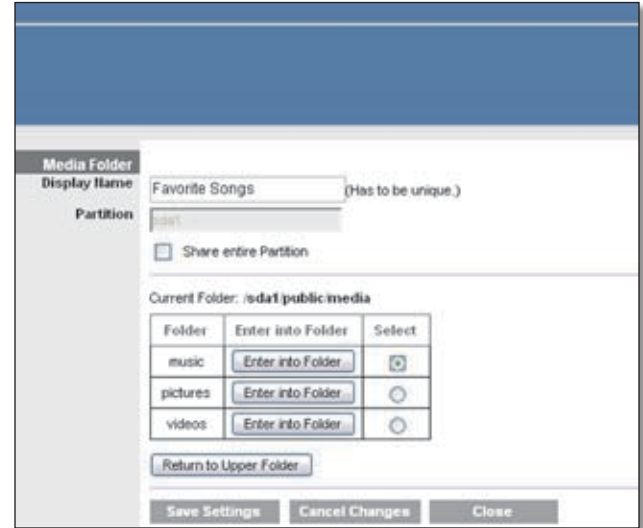 Media Folder
Display Name Favorite Songs (Has to be unique.)
Partition sda1
Share entire Partition
Current Folder: /sda1/public/media
Folder Enter into Folder Select
music Enter into Folder
pictures Enter into Folder
videos Enter into Folder
Return to Upper Folder
Save Settings Cancel Changes Close